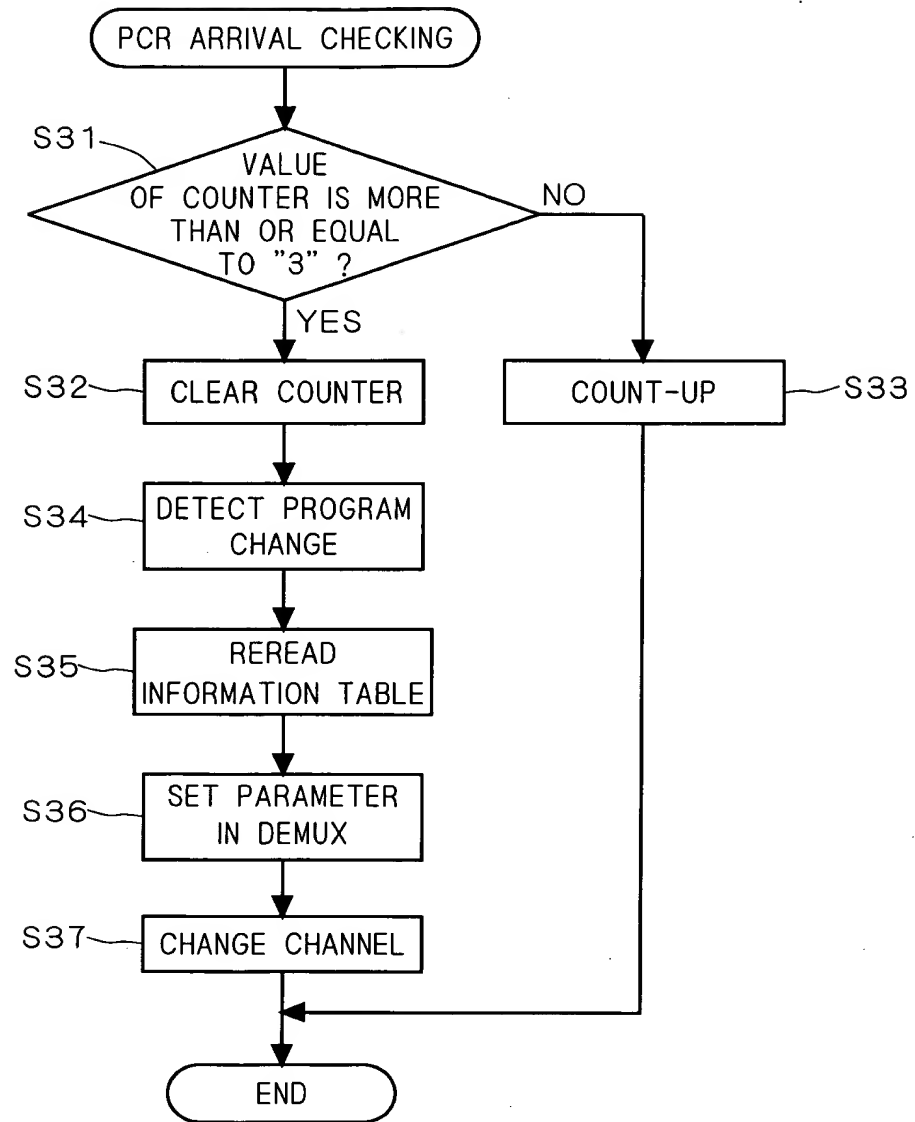 PCR ARRIVAL CHECKING
S31
VALUE
OF COUNTER IS MORE
THAN OR EQUAL
TO "3" ?
NO
YES
S32
CLEAR COUNTER
COUNT-UP
S33
S34
DETECT PROGRAM
CHANGE
S35
REREAD
INFORMATION TABLE
S36
SET PARAMETER
IN DEMUX
S37
CHANGE CHANNEL
END